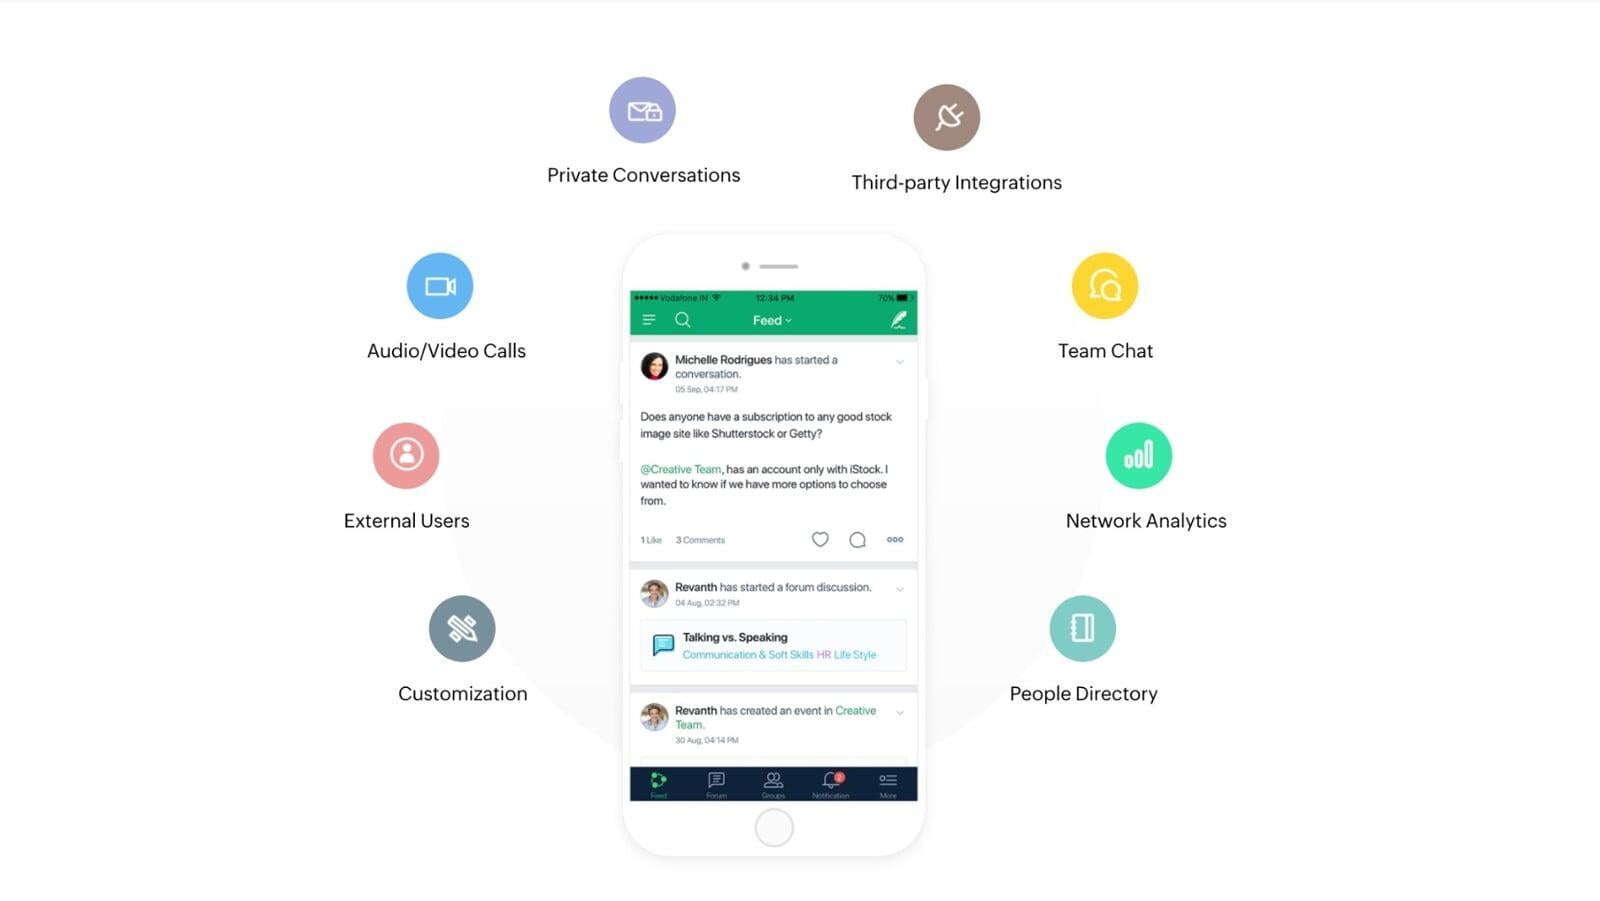 Private Conversations
Third-party Integrations
Audio/Video Calls
Team Chat
External Users
Network Analytics
Customization
People Directory
Vodafone IN
12:34 PM
70%
Feed
Michelle Rodrigues has started a
conversation.
05 Sep, 04:17 PM
Does anyone have a subscription to any good stock
image site like Shutterstock or Getty?
@Creative Team, has an account only with iStock. I
wanted to know if we have more options to choose
from.
1 Like 3 Comments
Revanth has started a forum discussion.
04 Aug, 02:32 PM
Talking vs. Speaking
Communication & Soft Skills HR Life Style
Revanth has created an event in Creative
Team.
30 Aug, 04:14 PM
2
Feed Forum Groups Notification More